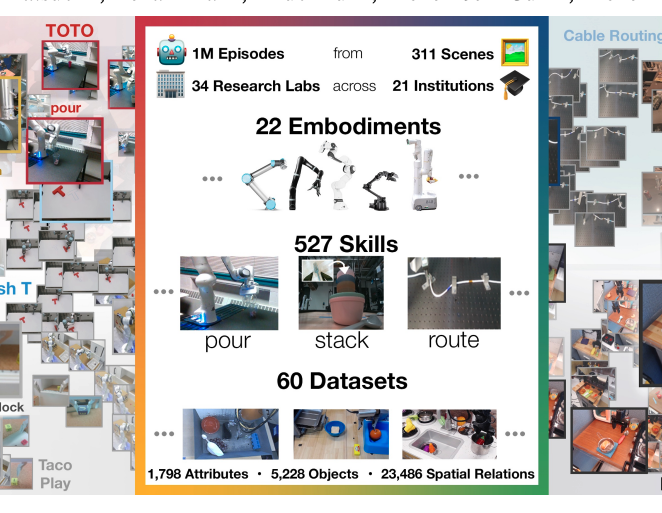 TOTO
pour
sh T
lock
Taco
Play
1M Episodes from 311 Scenes
34 Research Labs across 21 Institutions
22 Embodiments
527 Skills
pour stack route
60 Datasets
1,798 Attributes • 5,228 Objects • 23,486 Spatial Relations
Cable Routing